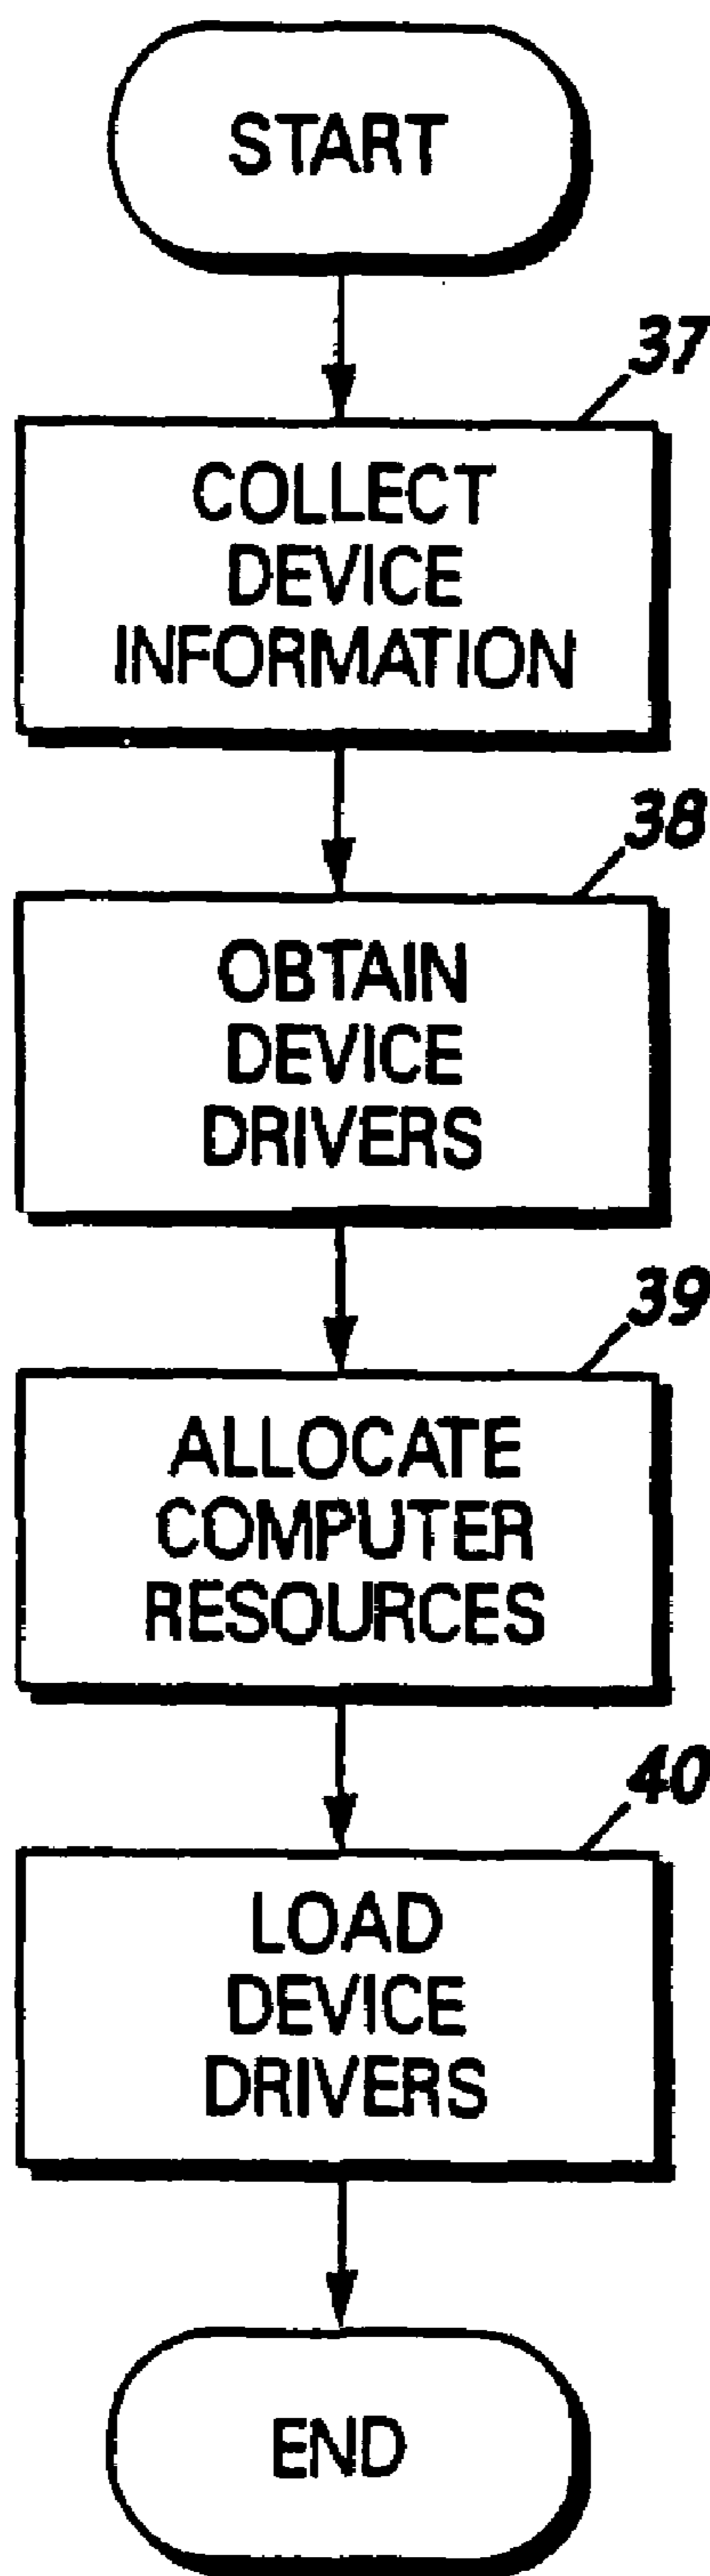 START
37
COLLECT
DEVICE
INFORMATION
38
OBTAIN
DEVICE
DRIVERS
39
ALLOCATE
COMPUTER
RESOURCES
40
LOAD
DEVICE
DRIVERS
END